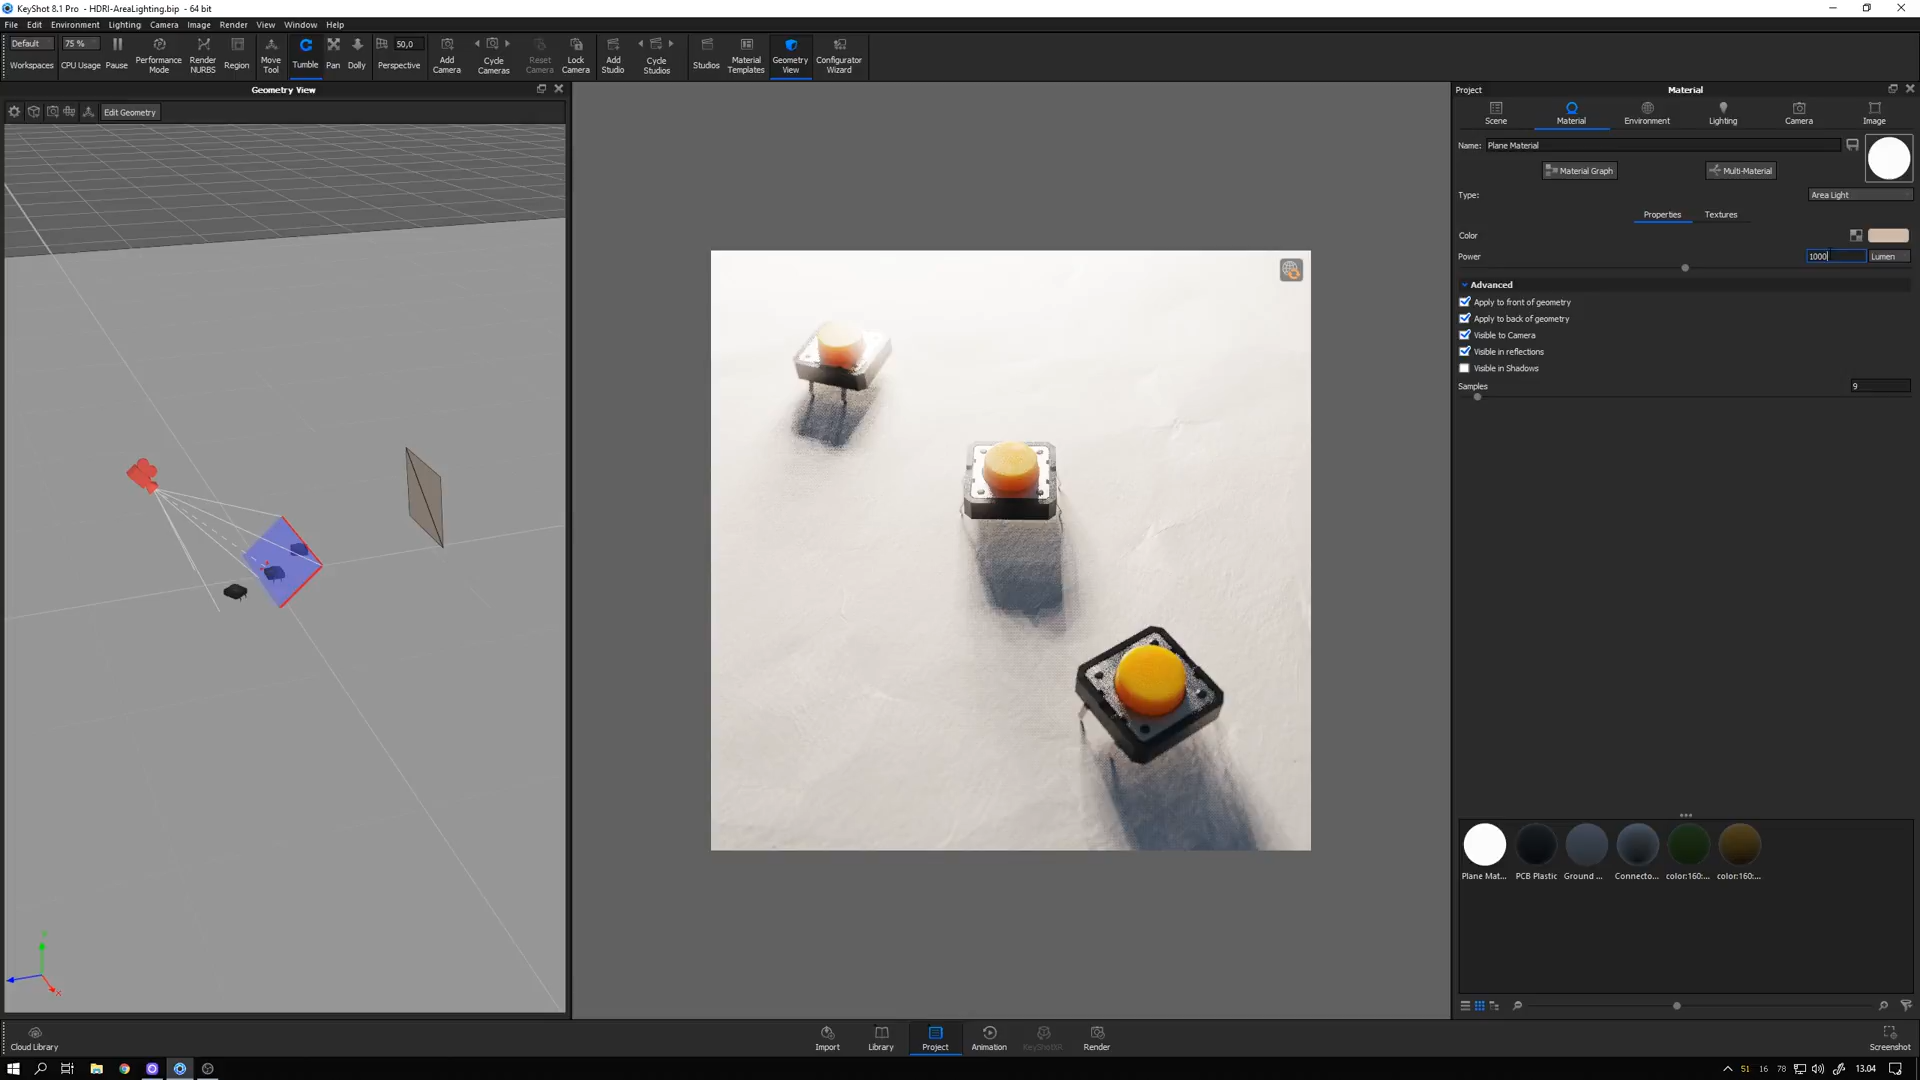 KeyShot 8.1 Pro - HDRI-AreaLighting.bip - 64 bit
File Edit Environment Lighting Camera Image Render View Window Help
Default
75 %
50,0
Workspaces
CPU Usage
Pause
Performance Mode
Render NURBS
Region
Move Tool
Tumble
Pan
Dolly
Perspective
Add Camera
Cycle Cameras
Reset Camera
Lock Camera
Add Studio
Cycle Studios
Studios
Material Templates
Geometry View
Configurator Wizard
Geometry View
Edit Geometry
Project
Material
Scene
Material
Environment
Lighting
Camera
Image
Name: Plane Material
Material Graph
Multi-Material
Type: Area Light
Properties Textures
Color
Power 1000 Lumen
Advanced
Apply to front of geometry
Apply to back of geometry
Visible to Camera
Visible in reflections
Visible in Shadows
Samples 9
Plane Mat... PCB Plastic Ground ... Connecto... color:160:... color:160:...
Cloud Library
Import
Library
Project
Animation
KeyShotXR
Render
Screenshot
51 16 78 13.04